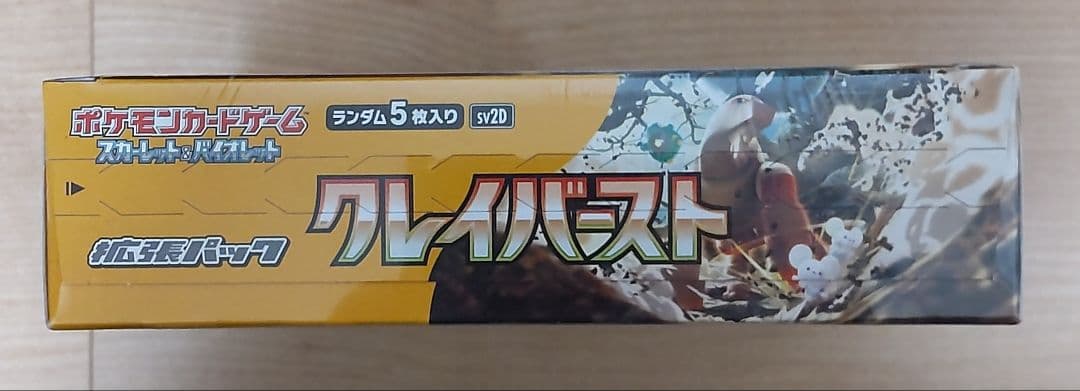 ポケモンカードゲーム
スカーレット&バイオレット
ランダム5枚入り SV2D
クレイバースト
拡張パック